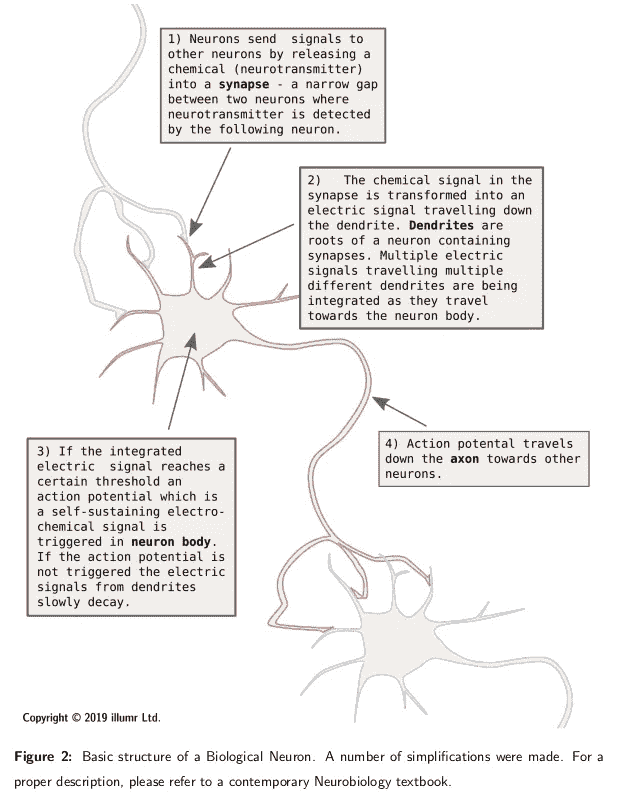 1) Neurons send signals to
other neurons by releasing a
chemical (neurotransmitter)
into a synapse - a narrow gap
between two neurons where
neurotransmitter is detected
by the following neuron.
2) The chemical signal in the
synapse is transformed into an
electric signal travelling down
the dendrite. Dendrites are
roots of a neuron containing
synapses. Multiple electric
signals travelling multiple
different dendrites are being
integrated as they travel
towards the neuron body.
3) If the integrated
electric signal reaches a
certain threshold an
action potential which is
a self-sustaining electro-
chemical signal is
triggered in neuron body.
If the action potential is
not triggered the electric
signals from dendrites
slowly decay.
4) Action potental travels
down the axon towards other
neurons.
Copyright © 2019 illumr Ltd.
Figure 2: Basic structure of a Biological Neuron. A number of simplifications were made. For a
proper description, please refer to a contemporary Neurobiology textbook.